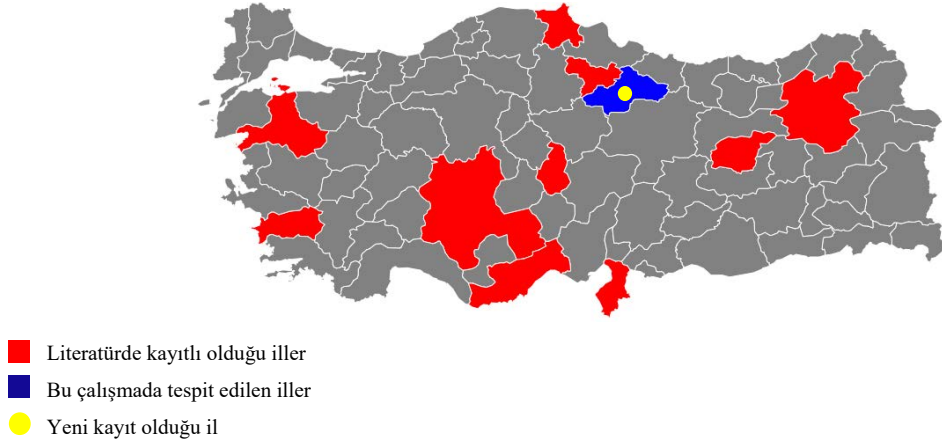 Literatürde kayıtlı olduğu iller
Bu çalışmada tespit edilen iller
Yeni kayıt olduğu il